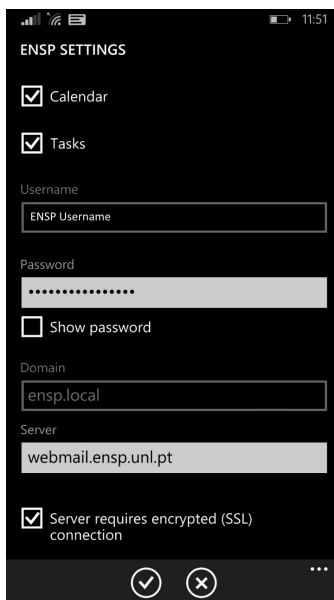 11:51
ENSP SETTINGS
Calendar
Tasks
Username
ENSP Username
Password
••••••••••••••••
Show password
Domain
ensp.local
Server
webmail.ensp.unl.pt
Server requires encrypted (SSL)
connection